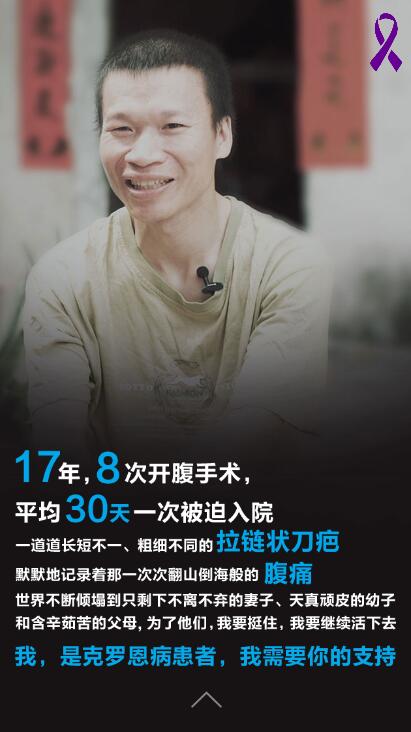 17年，8次开腹手术，
平均30天一次被迫入院
一道道长短不一、粗细不同的拉链状刀疤
默默地记录着那一次次翻山倒海般的腹痛
世界不断倾塌到只剩下不离不弃的妻子、天真顽皮的幼子
和含辛茹苦的父母，为了他们，我要挺住，我要继续活下去
我，是克罗恩病患者，我需要你的支持